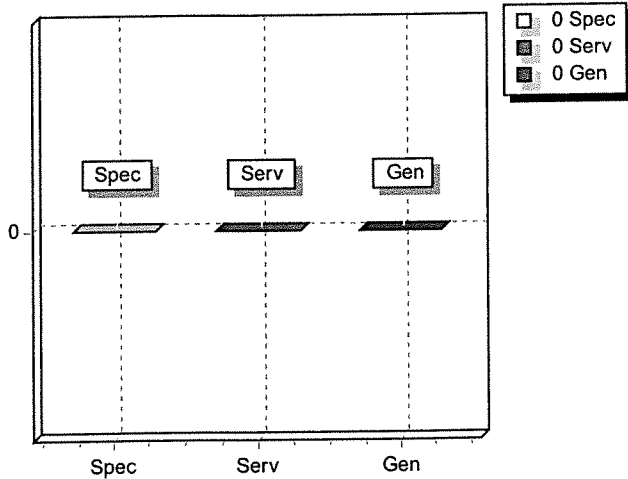 0 Spec
0 Serv
0 Gen
Spec
Serv
Gen
0
Spec
Serv
Gen